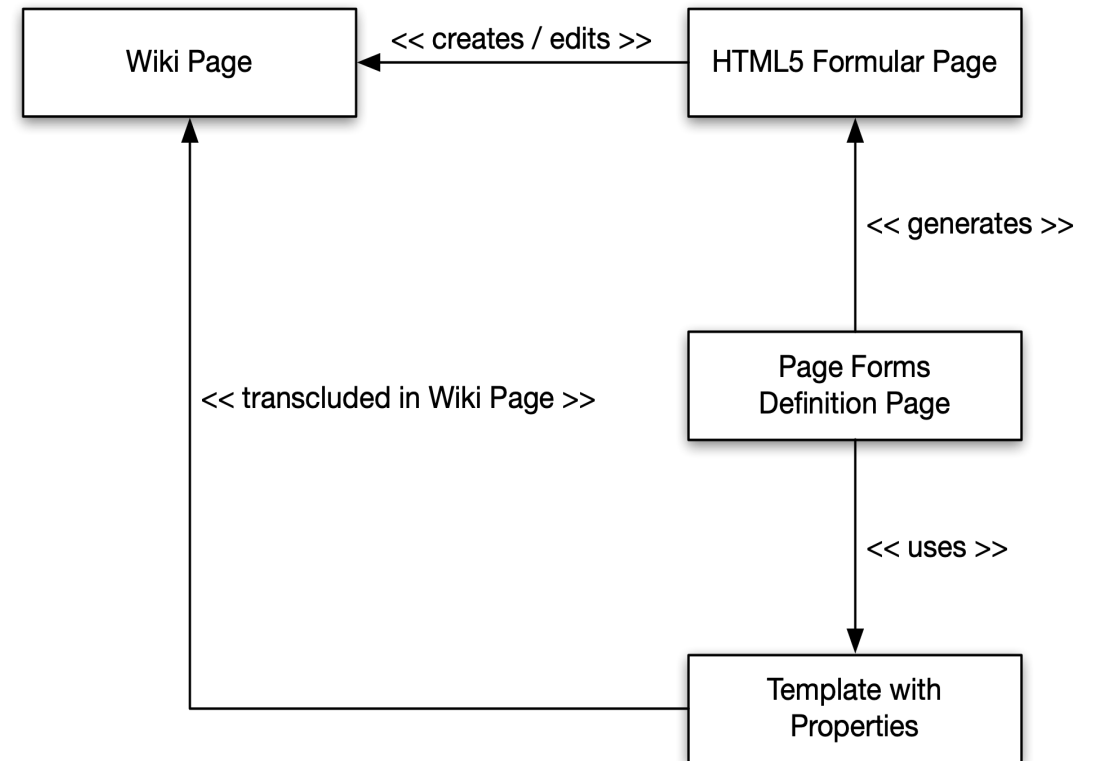 Wiki Page
<< creates / edits >>
HTML5 Formular Page
<< generates >>
Page Forms
Definition Page
<< transcluded in Wiki Page >>
<< uses >>
Template with
Properties